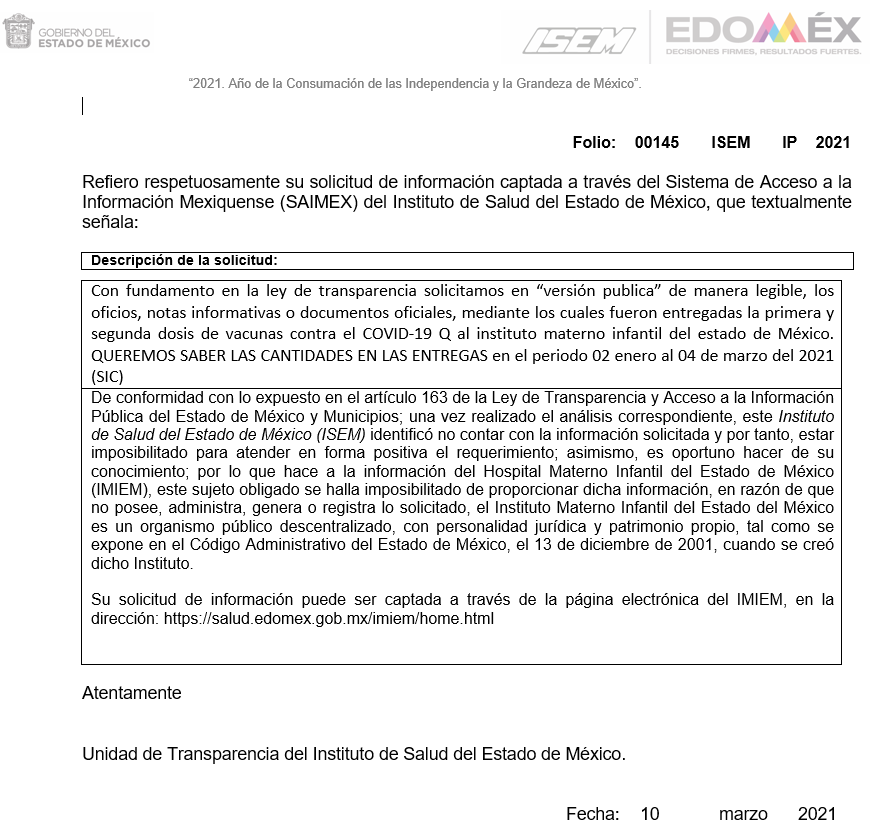 GOBIERNO DEL
ESTADO DE MÉXICO
ISEM
EDOMÉX
DECISIONES FIRMES, RESULTADOS FUERTES.
“2021. Año de la Consumación de las Independencia y la Grandeza de México”.
Folio: 00145 ISEM IP 2021
Refiero respetuosamente su solicitud de información captada a través del Sistema de Acceso a la
Información Mexiquense (SAIMEX) del Instituto de Salud del Estado de México, que textualmente
señala:
Descripción de la solicitud:
Con fundamento en la ley de transparencia solicitamos en “versión publica” de manera legible, los
oficios, notas informativas o documentos oficiales, mediante los cuales fueron entregadas la primera y
segunda dosis de vacunas contra el COVID-19 Q al instituto materno infantil del estado de México.
QUEREMOS SABER LAS CANTIDADES EN LAS ENTREGAS en el periodo 02 enero al 04 de marzo del 2021
(SIC)
De conformidad con lo expuesto en el artículo 163 de la Ley de Transparencia y Acceso a la Información
Pública del Estado de México y Municipios; una vez realizado el análisis correspondiente, este Instituto
de Salud del Estado de México (ISEM) identificó no contar con la información solicitada y por tanto, estar
imposibilitado para atender en forma positiva el requerimiento; asimismo, es oportuno hacer de su
conocimiento; por lo que hace a la información del Hospital Materno Infantil del Estado de México
(IMIEM), este sujeto obligado se halla imposibilitado de proporcionar dicha información, en razón de que
no posee, administra, genera o registra lo solicitado, el Instituto Materno Infantil del Estado del México
es un organismo público descentralizado, con personalidad jurídica y patrimonio propio, tal como se
expone en el Código Administrativo del Estado de México, el 13 de diciembre de 2001, cuando se creó
dicho Instituto.
Su solicitud de información puede ser captada a través de la página electrónica del IMIEM, en la
dirección: https://salud.edomex.gob.mx/imiem/home.html
Atentamente
Unidad de Transparencia del Instituto de Salud del Estado de México.
Fecha: 10 marzo 2021